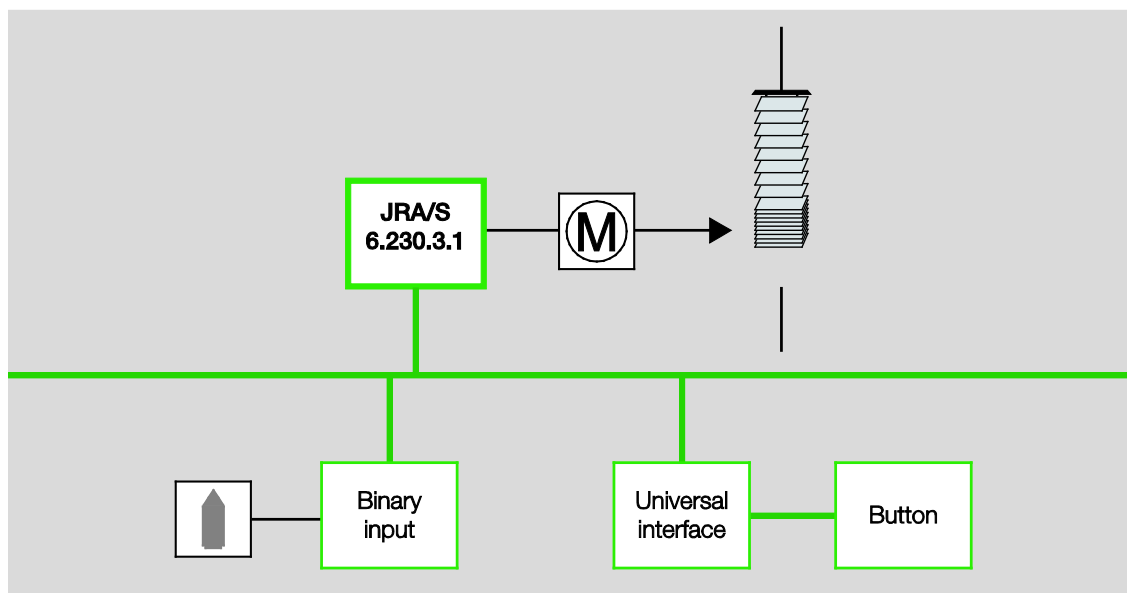 JRA/S
6.230.3.1
M
Binary
input
Universal
interface
Button